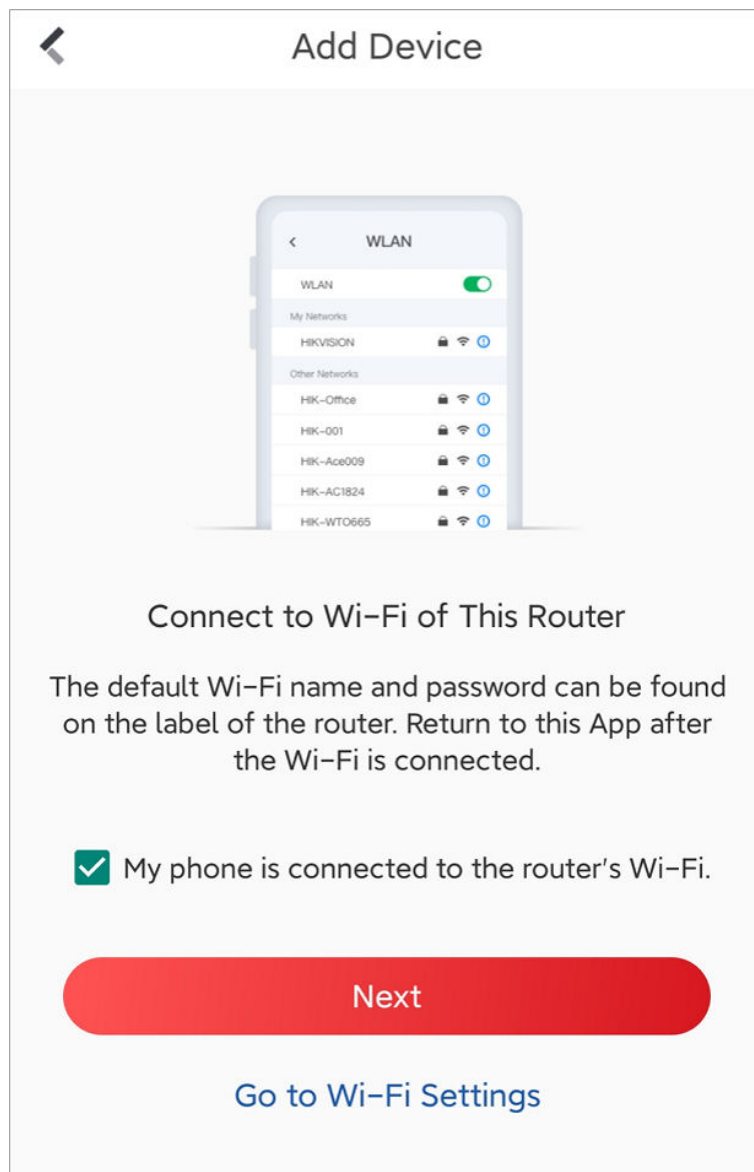 Add Device
WLAN
WLAN
My Networks
HIKVISION
Other Networks
HIK-Office
HIK-001
HIK-Ace009
HIK-AC1824
HIK-WTO665
Connect to Wi-Fi of This Router
The default Wi-Fi name and password can be found
on the label of the router. Return to this App after
the Wi-Fi is connected.
My phone is connected to the router's Wi-Fi.
Next
Go to Wi-Fi Settings